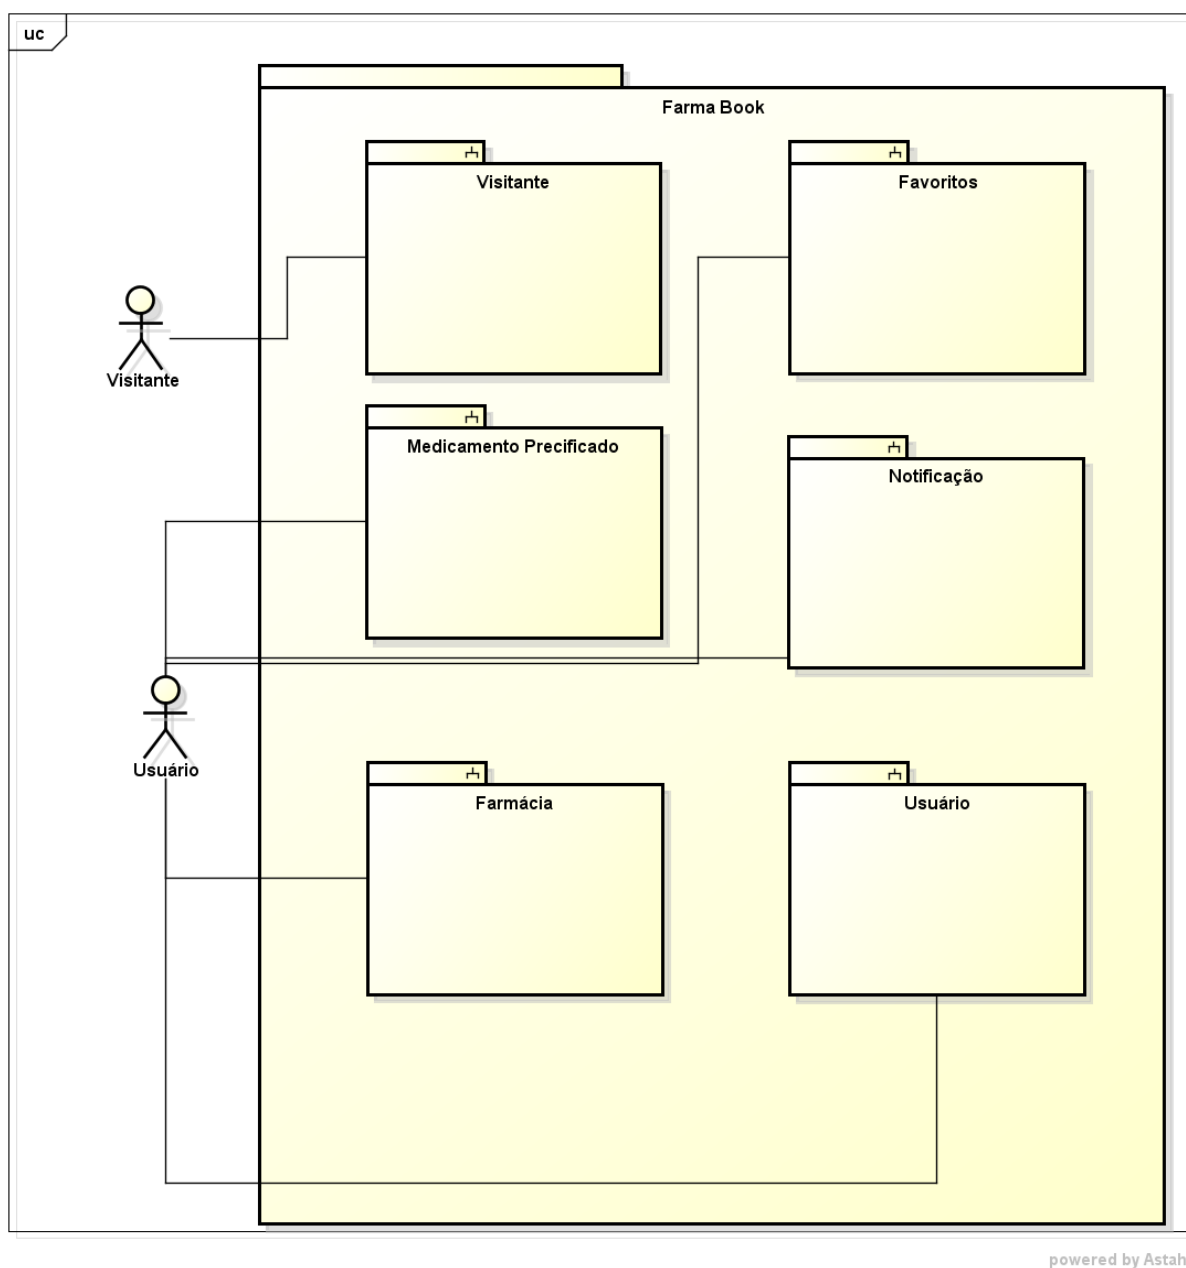 uc
Farma Book
Visitante
Favoritos
Visitante
Medicamento Precificado
Notificação
Usuário
Farmácia
Usuário
powered by Astah